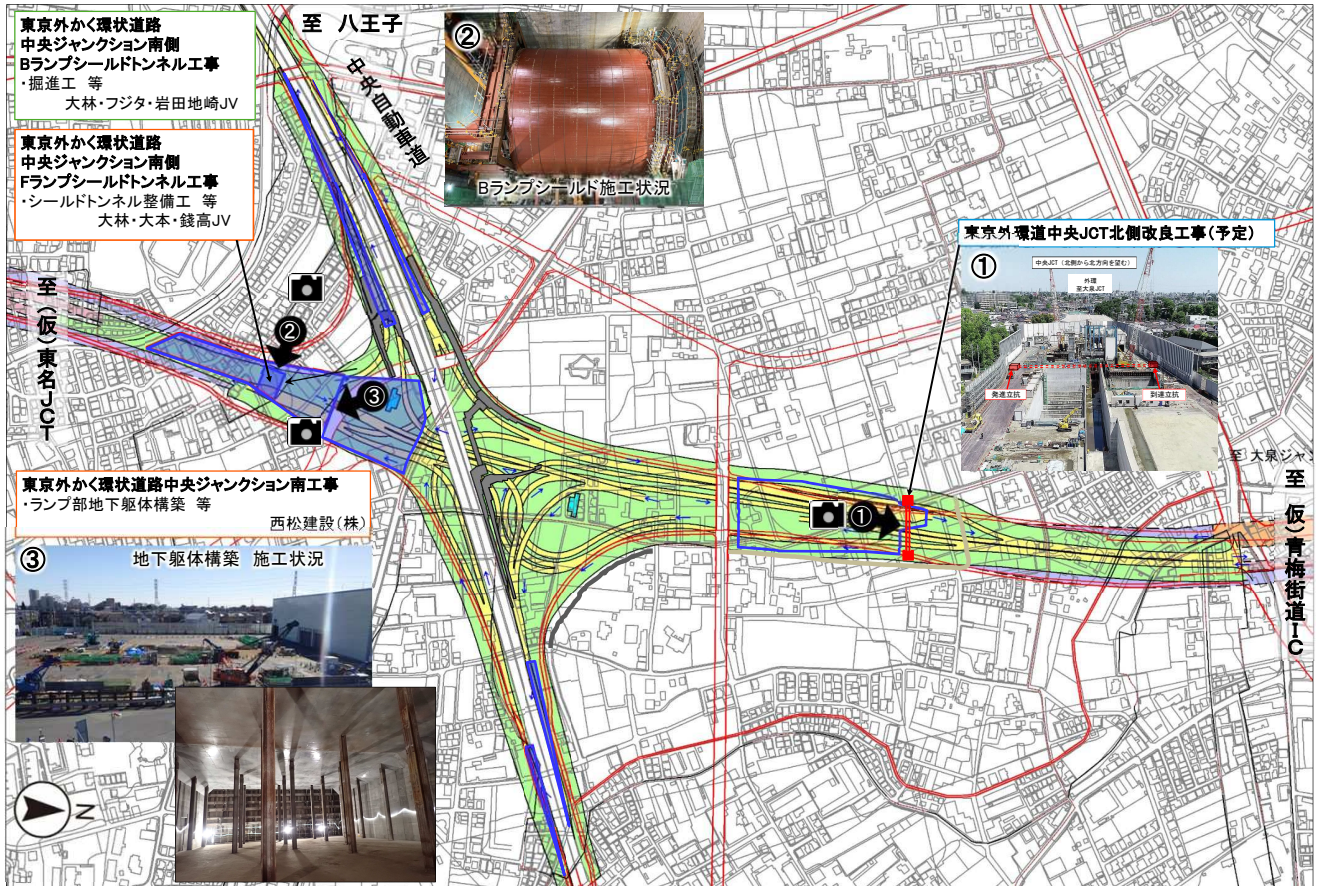 東京外かく環状道路
中央ジャンクション南側
Bランプシールドトンネル工事
・掘進工 等
大林・フジタ・岩田地崎JV
東京外かく環状道路
中央ジャンクション南側
Fランプシールドトンネル工事
・シールドトンネル整備工 等
大林・大本・錢高JV
至 八王子
中央自動車道
②
Bランプシールド施工状況
東京外環道中央JCT北側改良工事(予定)
①
中央JCT(北側から北方向を望む)
外環
至大泉JCT
発進立坑
到達立坑
至 大泉ジャン
至(仮)東名JCT
②
③
①
至 仮)青梅街道IC
東京外かく環状道路中央ジャンクション南工事
・ランプ部地下躯体構築 等
西松建設(株)
③
地下躯体構築 施工状況
N